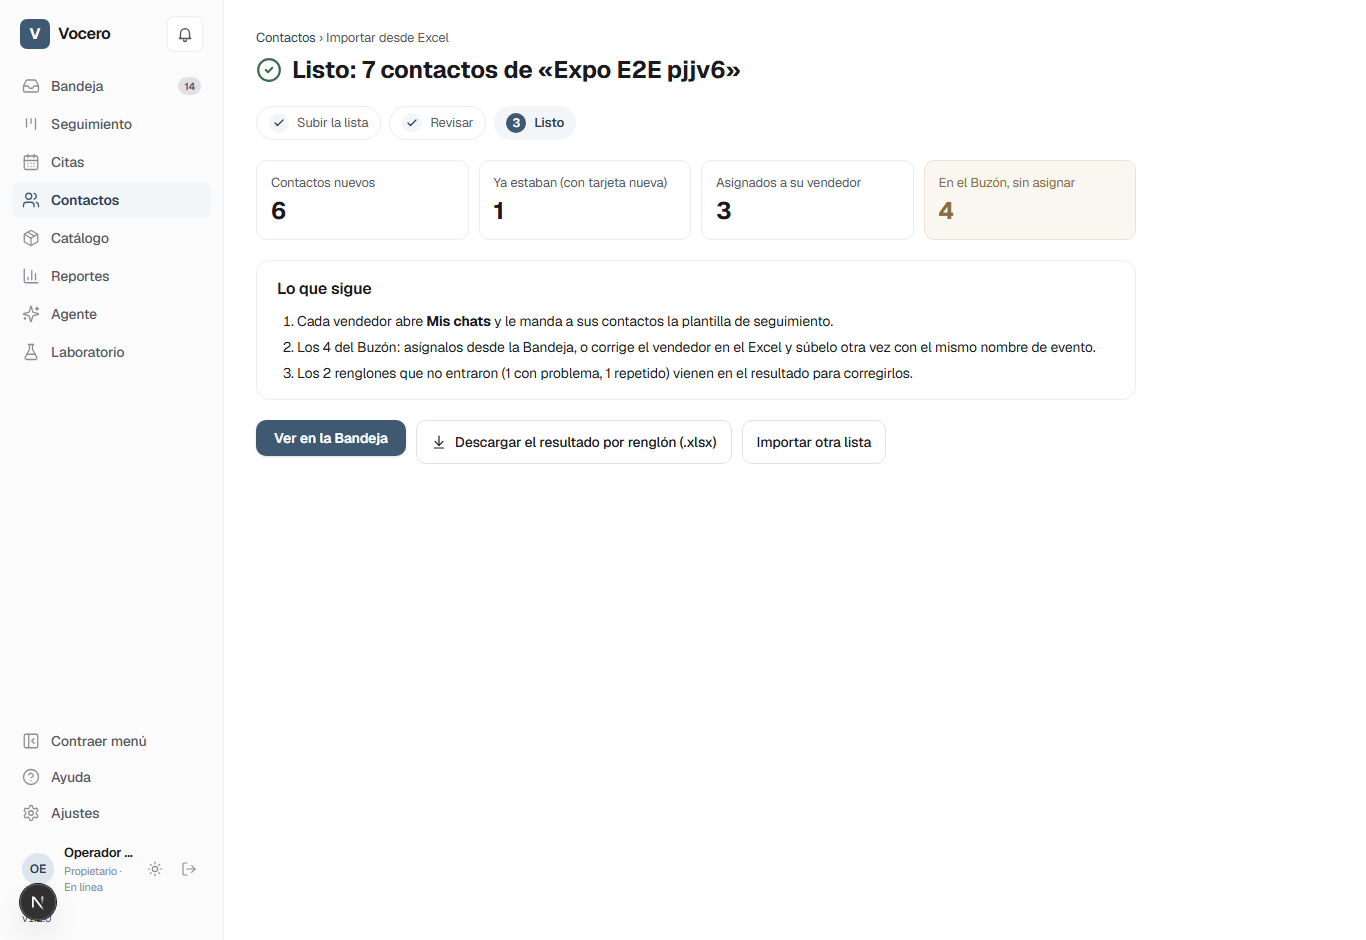 V Vocero
Bandeja 14
Seguimiento
Citas
Contactos
Catálogo
Reportes
Agente
Laboratorio
Contraer menú
Ayuda
Ajustes
OE
Operador ...
Propietario ·
En línea
N
Contactos › Importar desde Excel
Listo: 7 contactos de «Expo E2E pjjv6»
Subir la lista
Revisar
3 Listo
Contactos nuevos
6
Ya estaban (con tarjeta nueva)
1
Asignados a su vendedor
3
En el Buzón, sin asignar
4
Lo que sigue
1. Cada vendedor abre Mis chats y le manda a sus contactos la plantilla de seguimiento.
2. Los 4 del Buzón: asígnalos desde la Bandeja, o corrige el vendedor en el Excel y súbelo otra vez con el mismo nombre de evento.
3. Los 2 renglones que no entraron (1 con problema, 1 repetido) vienen en el resultado para corregirlos.
Ver en la Bandeja
Descargar el resultado por renglón (.xlsx)
Importar otra lista